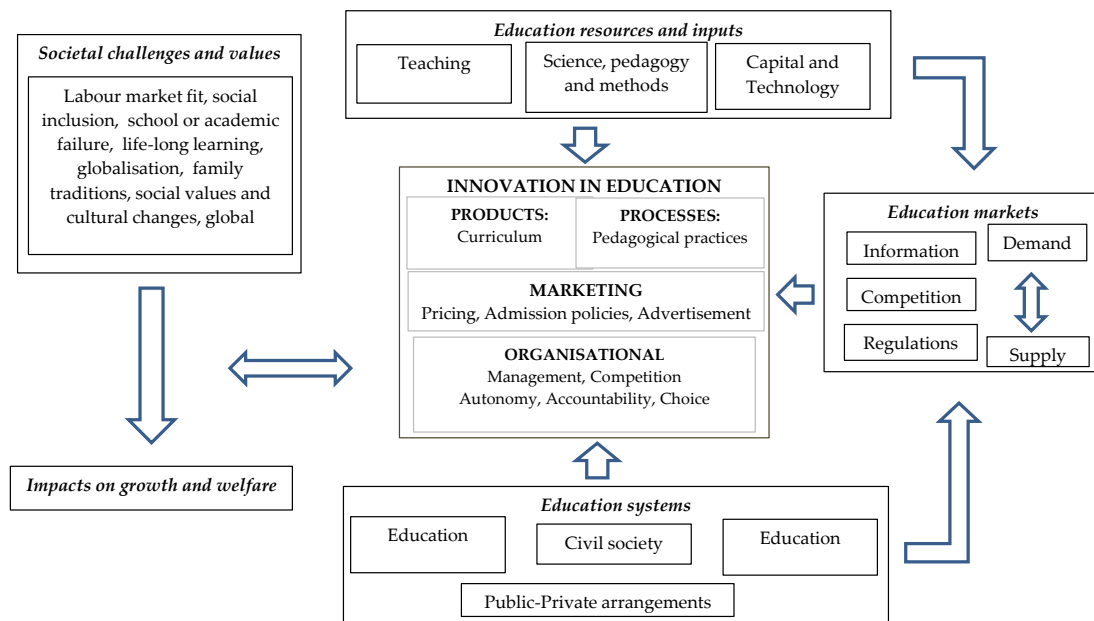 Societal challenges and values
Labour market fit, social
inclusion, school or academic
failure, life-long learning,
globalisation, family
traditions, social values and
cultural changes, global
Impacts on growth and welfare
Education resources and inputs
Teaching
Science, pedagogy
and methods
Capital and
Technology
INNOVATION IN EDUCATION
PRODUCTS:
Curriculum
PROCESSES:
Pedagogical practices
MARKETING
Pricing, Admission policies, Advertisement
ORGANISATIONAL
Management, Competition
Autonomy, Accountability, Choice
Education markets
Information
Competition
Regulations
Demand
Supply
Education systems
Education
Civil society
Education
Public-Private arrangements